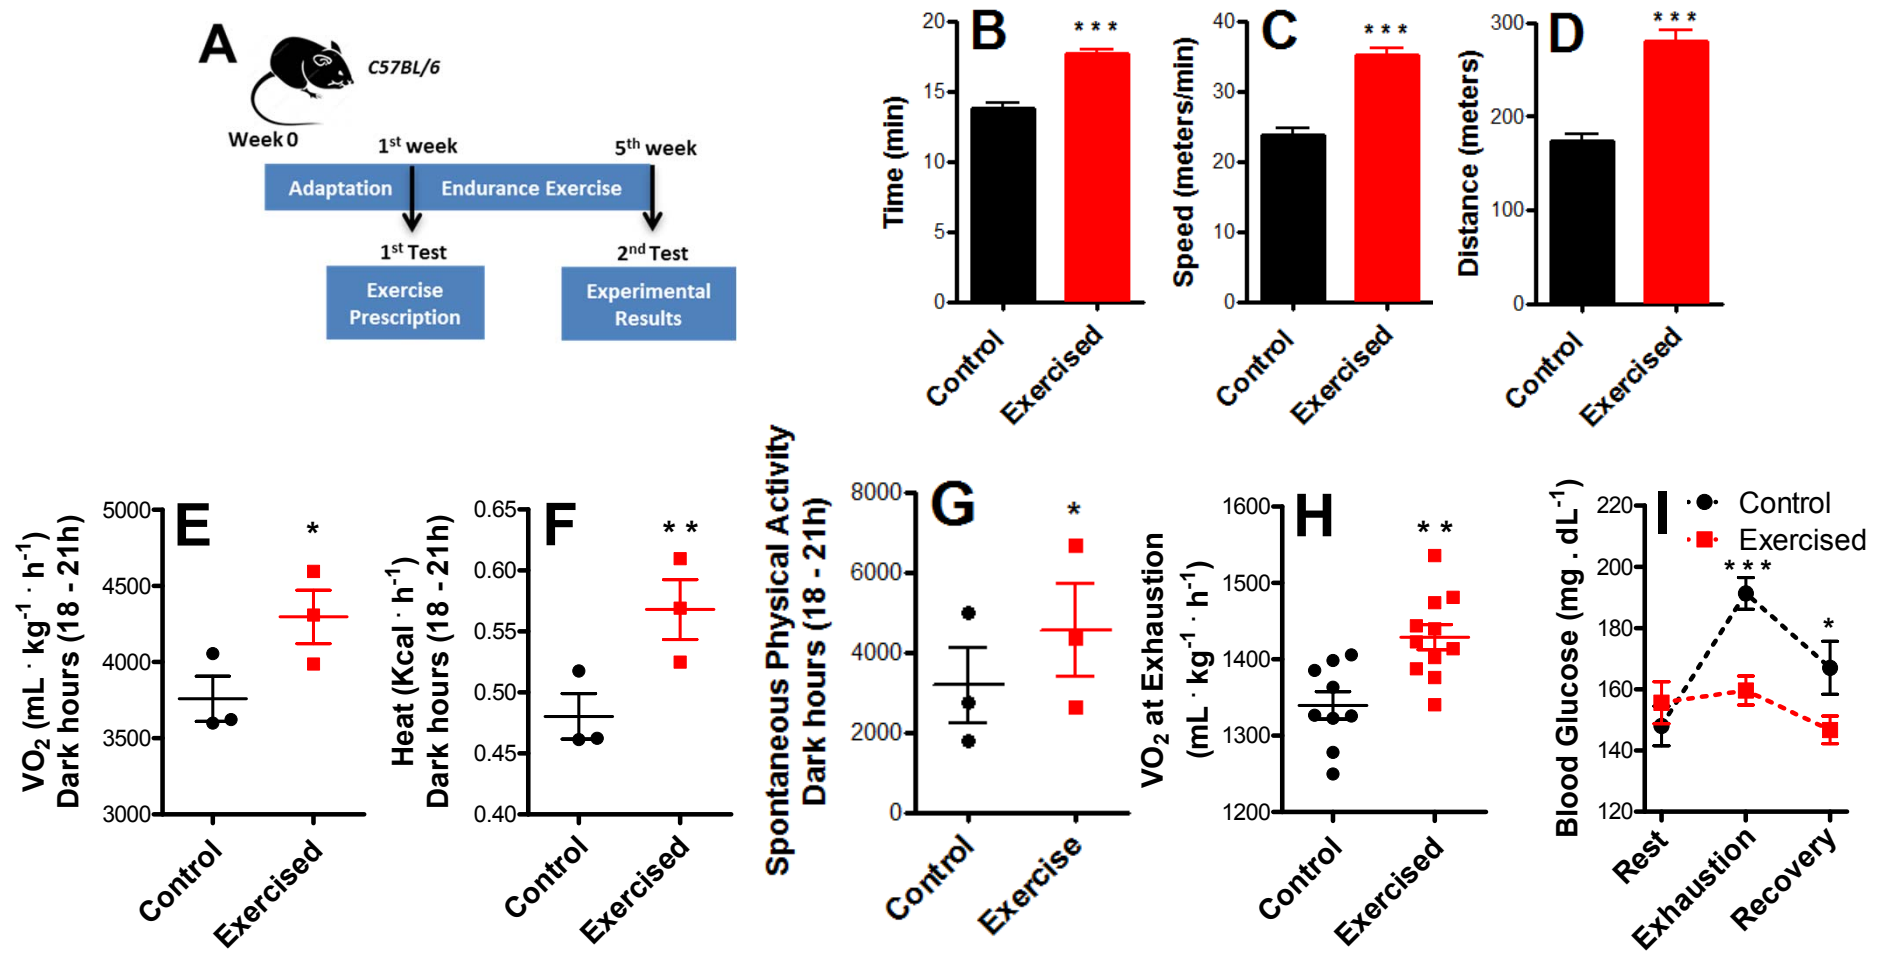 A
C57BL/6
Week 0
1st week
5th week
Adaptation
Endurance Exercise
1st Test
2nd Test
Exercise
Prescription
Experimental
Results
B
Time (min)
20
15
10
5
0
***
Control
Exercised
C
Speed (meters/min)
40
30
20
10
0
***
Control
Exercised
D
Distance (meters)
300
200
100
0
***
Control
Exercised
E
VO2 (mL · kg-1 · h-1)
Dark hours (18 - 21h)
5000
4500
4000
3500
3000
*
Control
Exercised
F
Heat (Kcal · h-1)
Dark hours (18 - 21h)
0.65
0.60
0.55
0.50
0.45
0.40
**
Control
Exercised
G
Spontaneous Physical Activity
Dark hours (18 - 21h)
8000
6000
4000
2000
0
*
Control
Exercise
H
VO2 at Exhaustion
(mL · kg-1 · h-1)
1600
1500
1400
1300
1200
**
Control
Exercised
I
Blood Glucose (mg . dL-1)
220
200
180
160
140
120
Control
Exercised
***
*
Rest
Exhaustion
Recovery